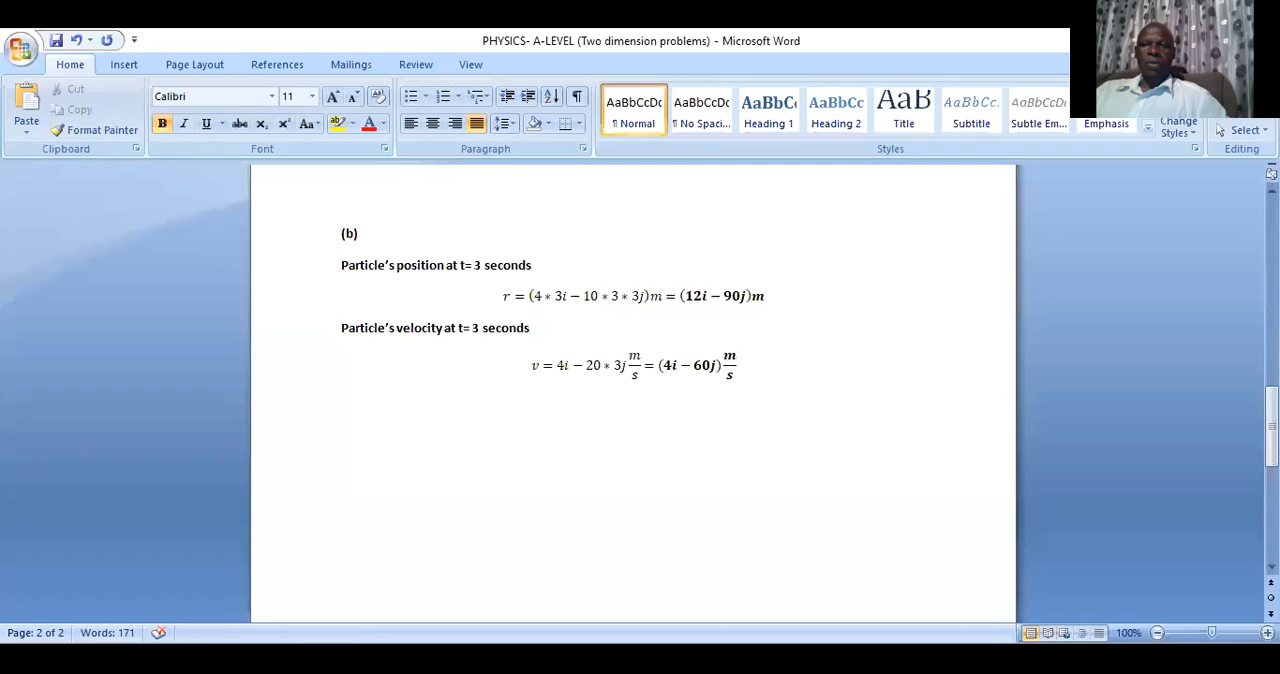 PHYSICS- A-LEVEL (Two dimension problems) - Microsoft Word
Home Insert Page Layout References Mailings Review View
Paste
Cut
Copy
Format Painter
Clipboard
Calibri 11
Font
Paragraph
AaBbCcDc AaBbCcDc AaBbC AaBbCc AaB AaBbCc. AaBbCcDc
¶ Normal ¶ No Spaci... Heading 1 Heading 2 Title Subtitle Subtle Em... Emphasis
Change Styles
Styles
Select
Editing
(b)
Particle's position at t= 3 seconds
r = (4 * 3i − 10 * 3 * 3j)m = (12i − 90j)m
Particle's velocity at t= 3 seconds
v = 4i − 20 * 3j m/s = (4i − 60j) m/s
Page: 2 of 2 Words: 171 100%